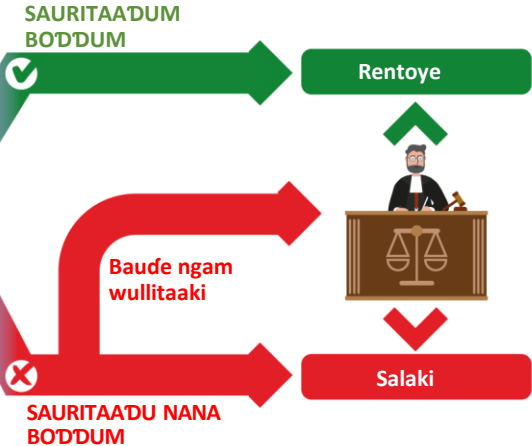 SAURITAAƊUM
BOƊƊUM
Rentoye
Bauɗe ngam
wullitaaki
Salaki
SAURITAAƊU NANA
BOƊƊUM